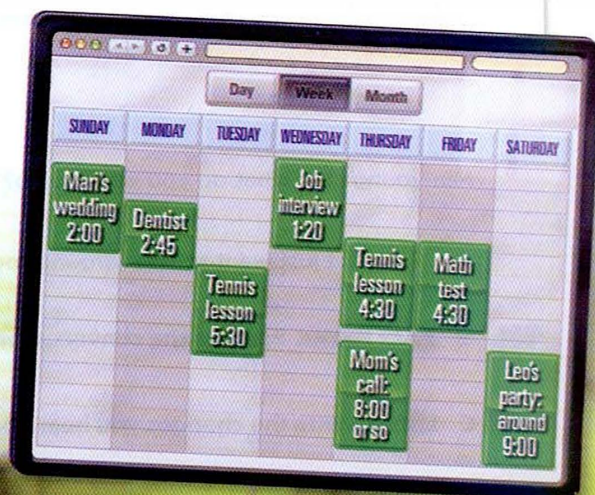 Day Week Month
SUNDAY MONDAY TUESDAY WEDNESDAY THURSDAY FRIDAY SATURDAY
Mari's
wedding
2:00
Dentist
2:45
Tennis
lesson
5:30
Job
interview
1:20
Tennis
lesson
4:30
Mom's
call:
8:00
or so
Math
test
4:30
Leo's
party:
around
9:00